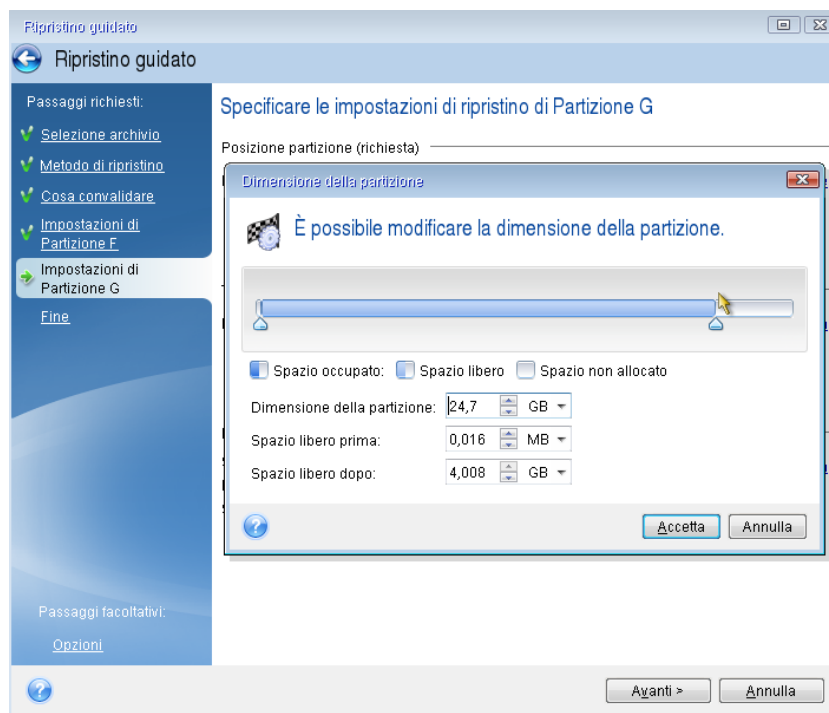 Ripristino guidato
Ripristino guidato
Passaggi richiesti:
Selezione archivio
Metodo di ripristino
Cosa convalidare
Impostazioni di
Partizione F
Impostazioni di
Partizione G
Fine
Passaggi facoltativi:
Opzioni
Specificare le impostazioni di ripristino di Partizione G
Posizione partizione (richiesta)
Dimensione della partizione
È possibile modificare la dimensione della partizione.
Spazio occupato: Spazio libero Spazio non allocato
Dimensione della partizione: 24,7 GB
Spazio libero prima: 0,016 MB
Spazio libero dopo: 4,008 GB
Accetta Annulla
Avanti > Annulla